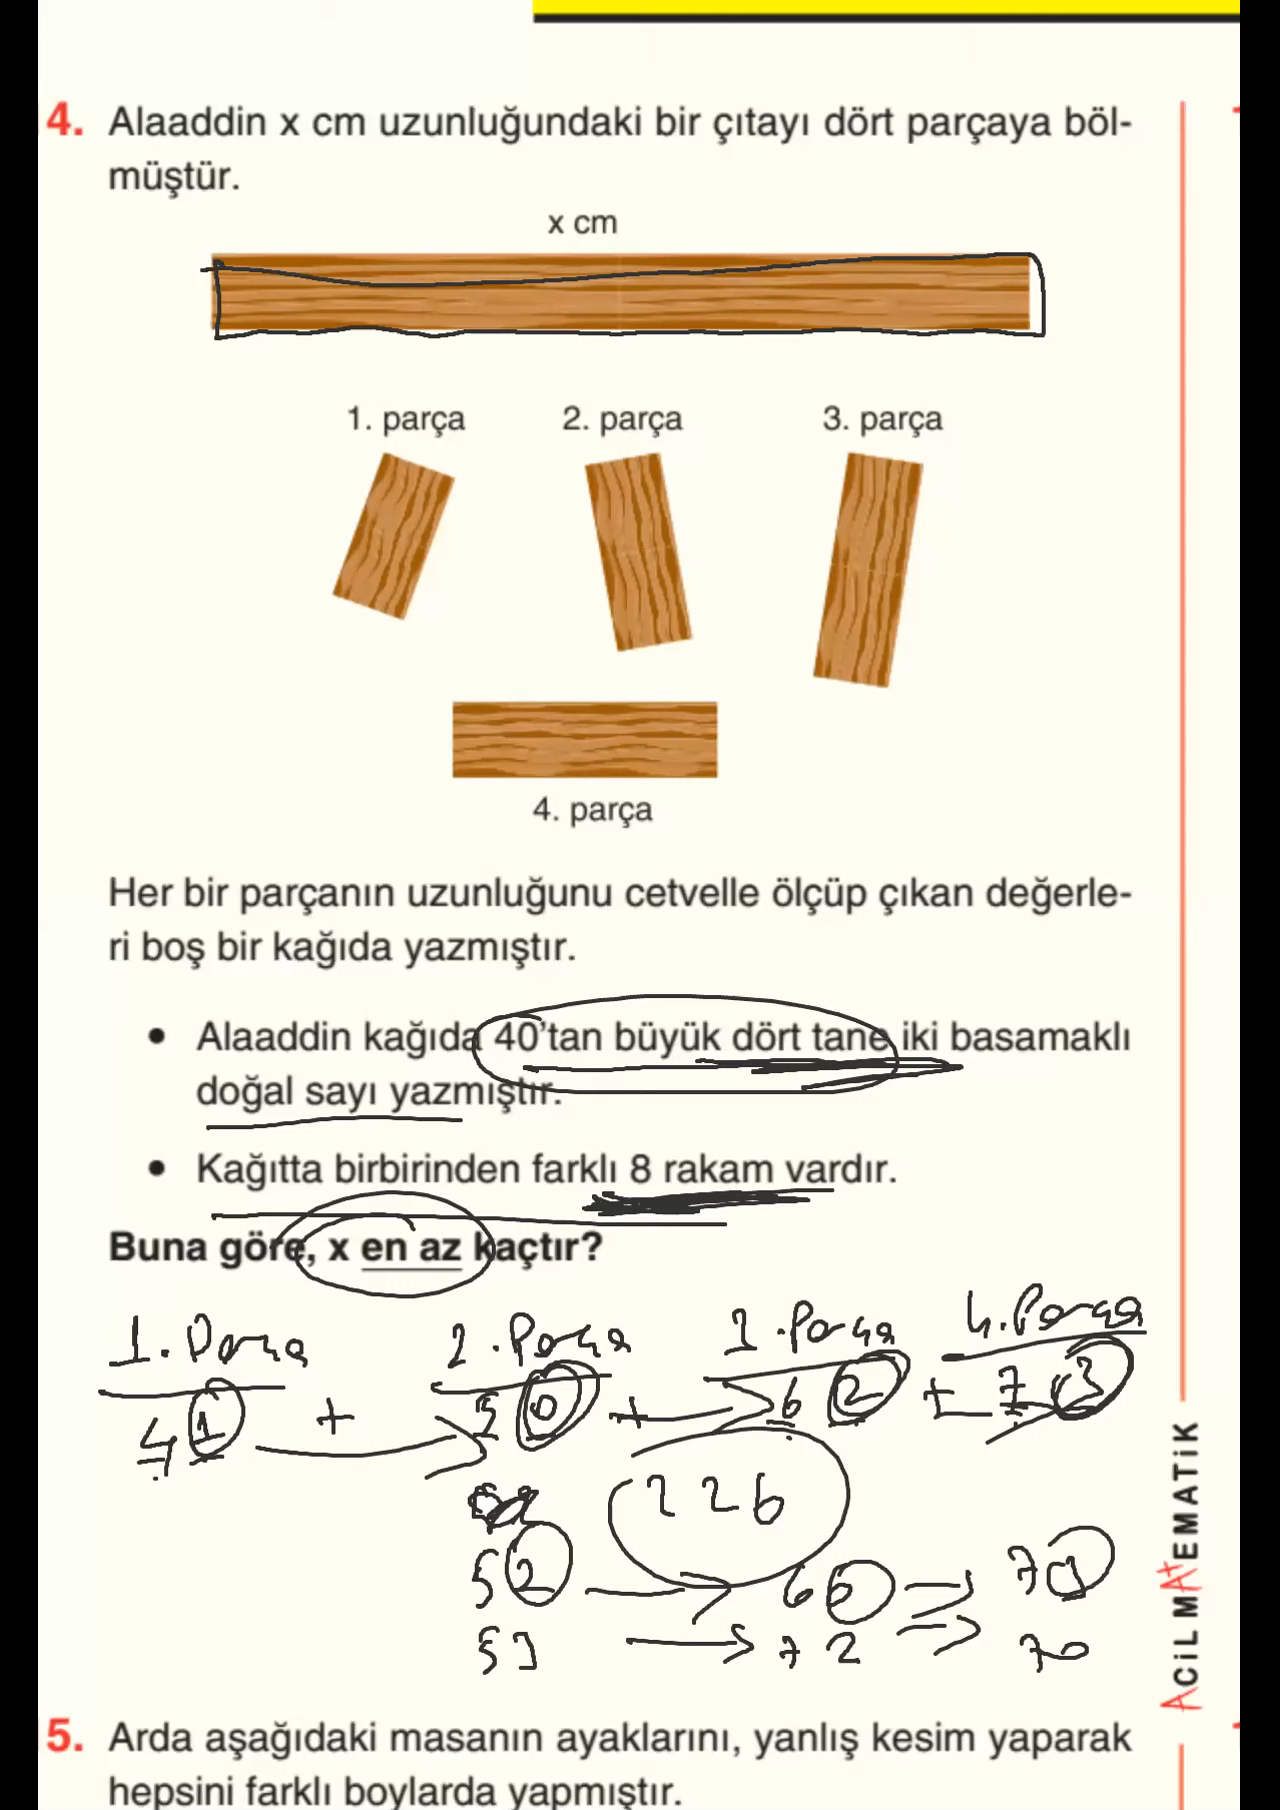 4. Alaaddin x cm uzunluğundaki bir çıtayı dört parçaya böl-
müştür.
x cm
1. parça 2. parça 3. parça
4. parça
Her bir parçanın uzunluğunu cetvelle ölçüp çıkan değerle-
ri boş bir kağıda yazmıştır.
• Alaaddin kağıda 40'tan büyük dört tane iki basamaklı
doğal sayı yazmıştır.
• Kağıtta birbirinden farklı 8 rakam vardır.
Buna göre, x en az kaçtır?
1. Parça 2. Parça 3. Parça 4. Parça
41 + 50 + 62 + 73
226
52 60 71
53 72 70
ACİL MATEMATİK
5. Arda aşağıdaki masanın ayaklarını, yanlış kesim yaparak
hepsini farklı boylarda yapmıştır.